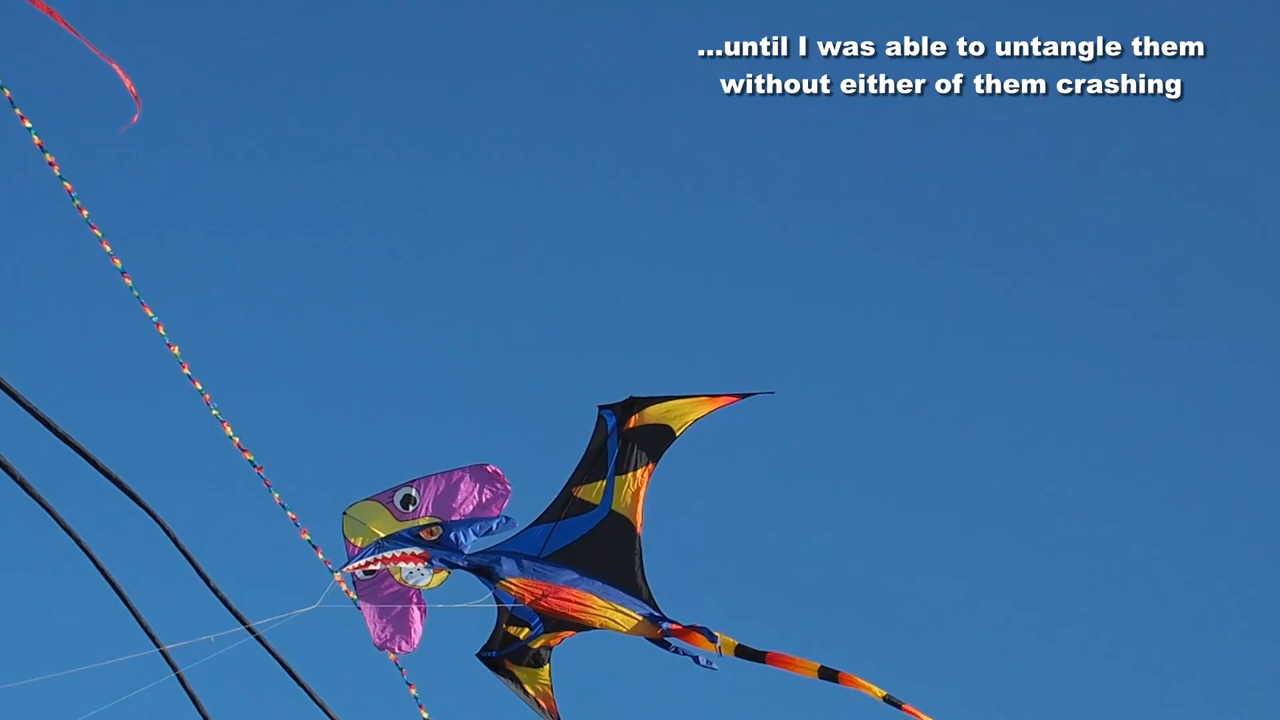 ...until I was able to untangle them
without either of them crashing